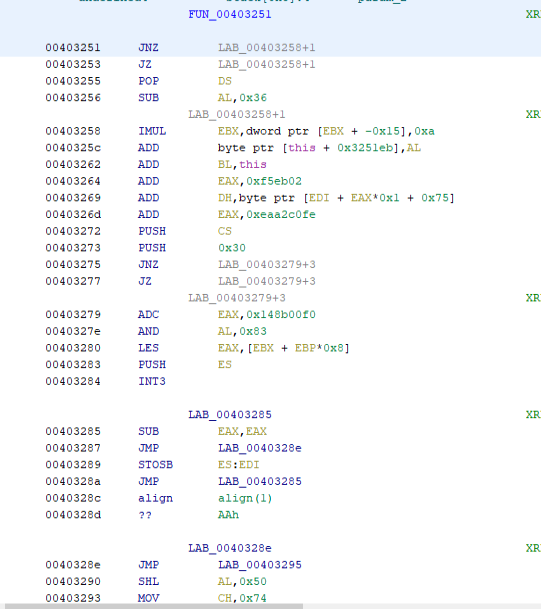 FUN_00403251 XR
00403251 JNZ LAB_00403258+1
00403253 JZ LAB_00403258+1
00403255 POP DS
00403256 SUB AL,0x36
LAB_00403258+1 XR
00403258 IMUL EBX,dword ptr [EBX + -0x15],0xa
0040325c ADD byte ptr [this + 0x3251eb],AL
00403262 ADD BL,this
00403264 ADD EAX,0xf5eb02
00403269 ADD DH,byte ptr [EDI + EAX*0x1 + 0x75]
0040326d ADD EAX,0xeaa2c0fe
00403272 PUSH CS
00403273 PUSH 0x30
00403275 JNZ LAB_00403279+3
00403277 JZ LAB_00403279+3
LAB_00403279+3 XR
00403279 ADC EAX,0x148b00f0
0040327e AND AL,0x83
00403280 LES EAX,[EBX + EBP*0x8]
00403283 PUSH ES
00403284 INT3
LAB_00403285 XR
00403285 SUB EAX,EAX
00403287 JMP LAB_0040328e
00403289 STOSB ES:EDI
0040328a JMP LAB_00403285
0040328c align align(1)
0040328d ?? AAh
LAB_0040328e XR
0040328e JMP LAB_00403295
00403290 SHL AL,0x50
00403293 MOV CH,0x74